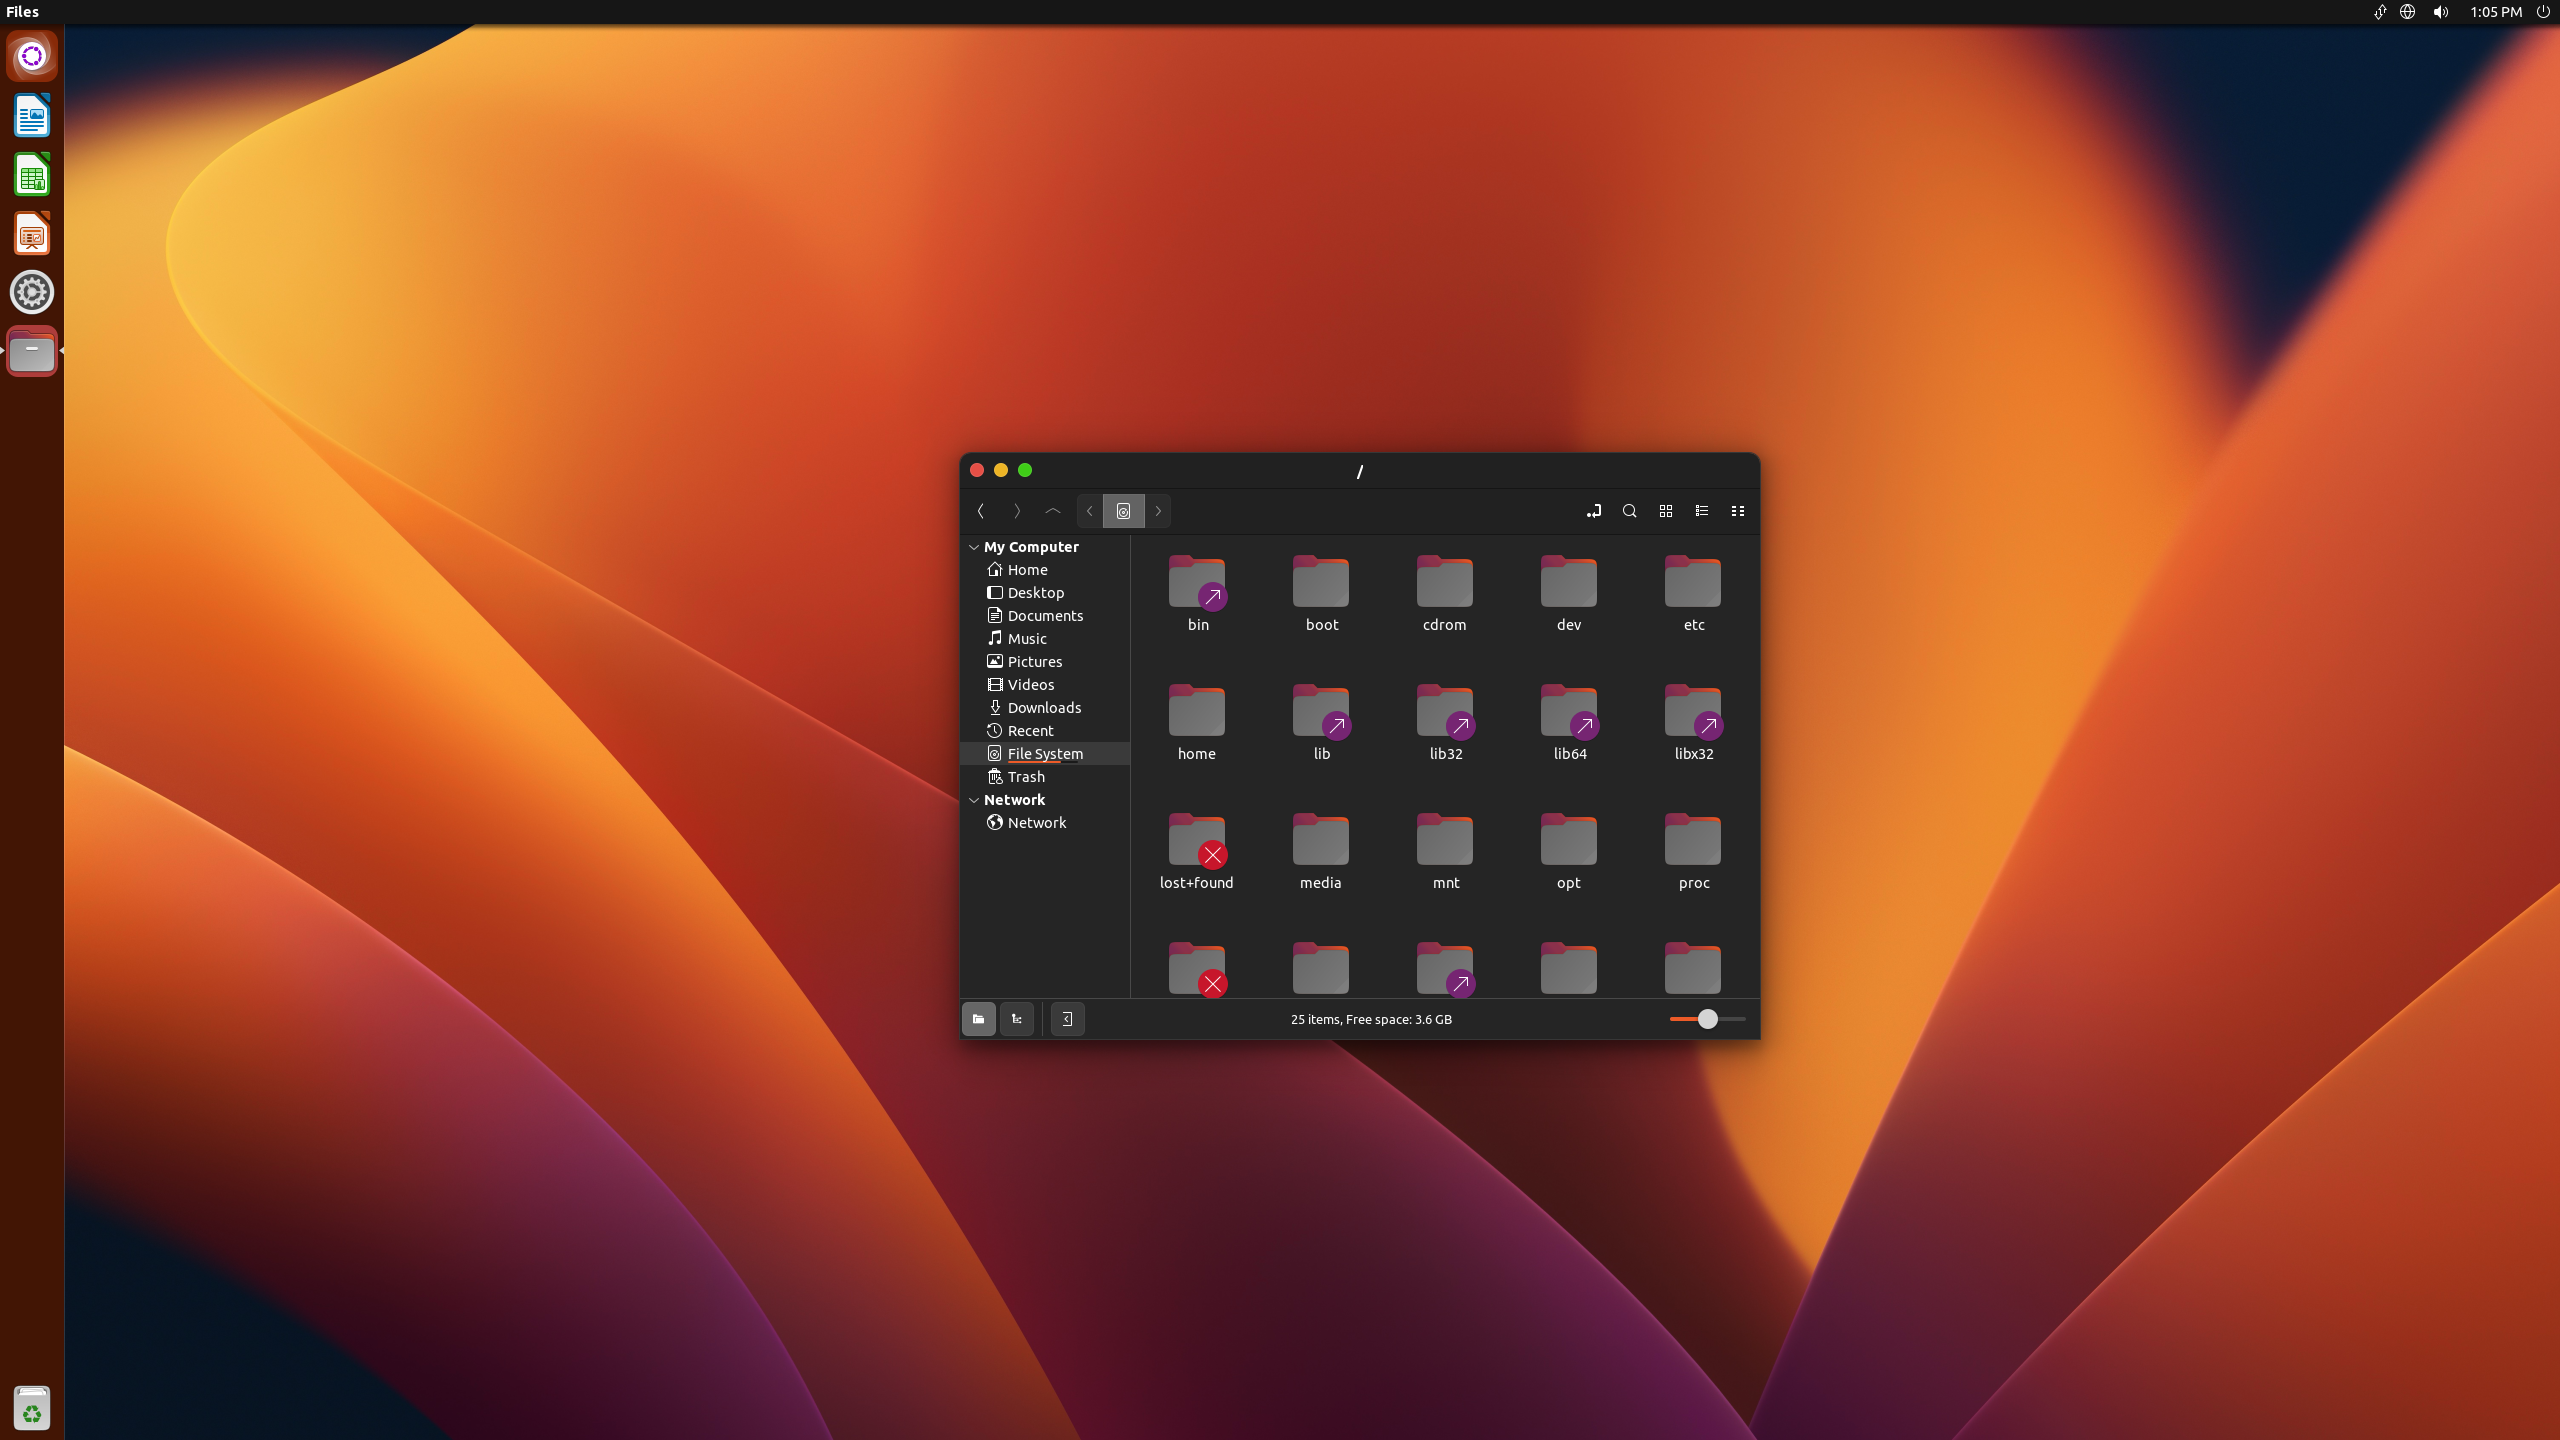 Files
1:05 PM
/
My Computer
Home
Desktop
Documents
Music
Pictures
Videos
Downloads
Recent
File System
Trash
Network
Network
bin boot cdrom dev etc
home lib lib32 lib64 libx32
lost+found media mnt opt proc
25 items, Free space: 3.6 GB